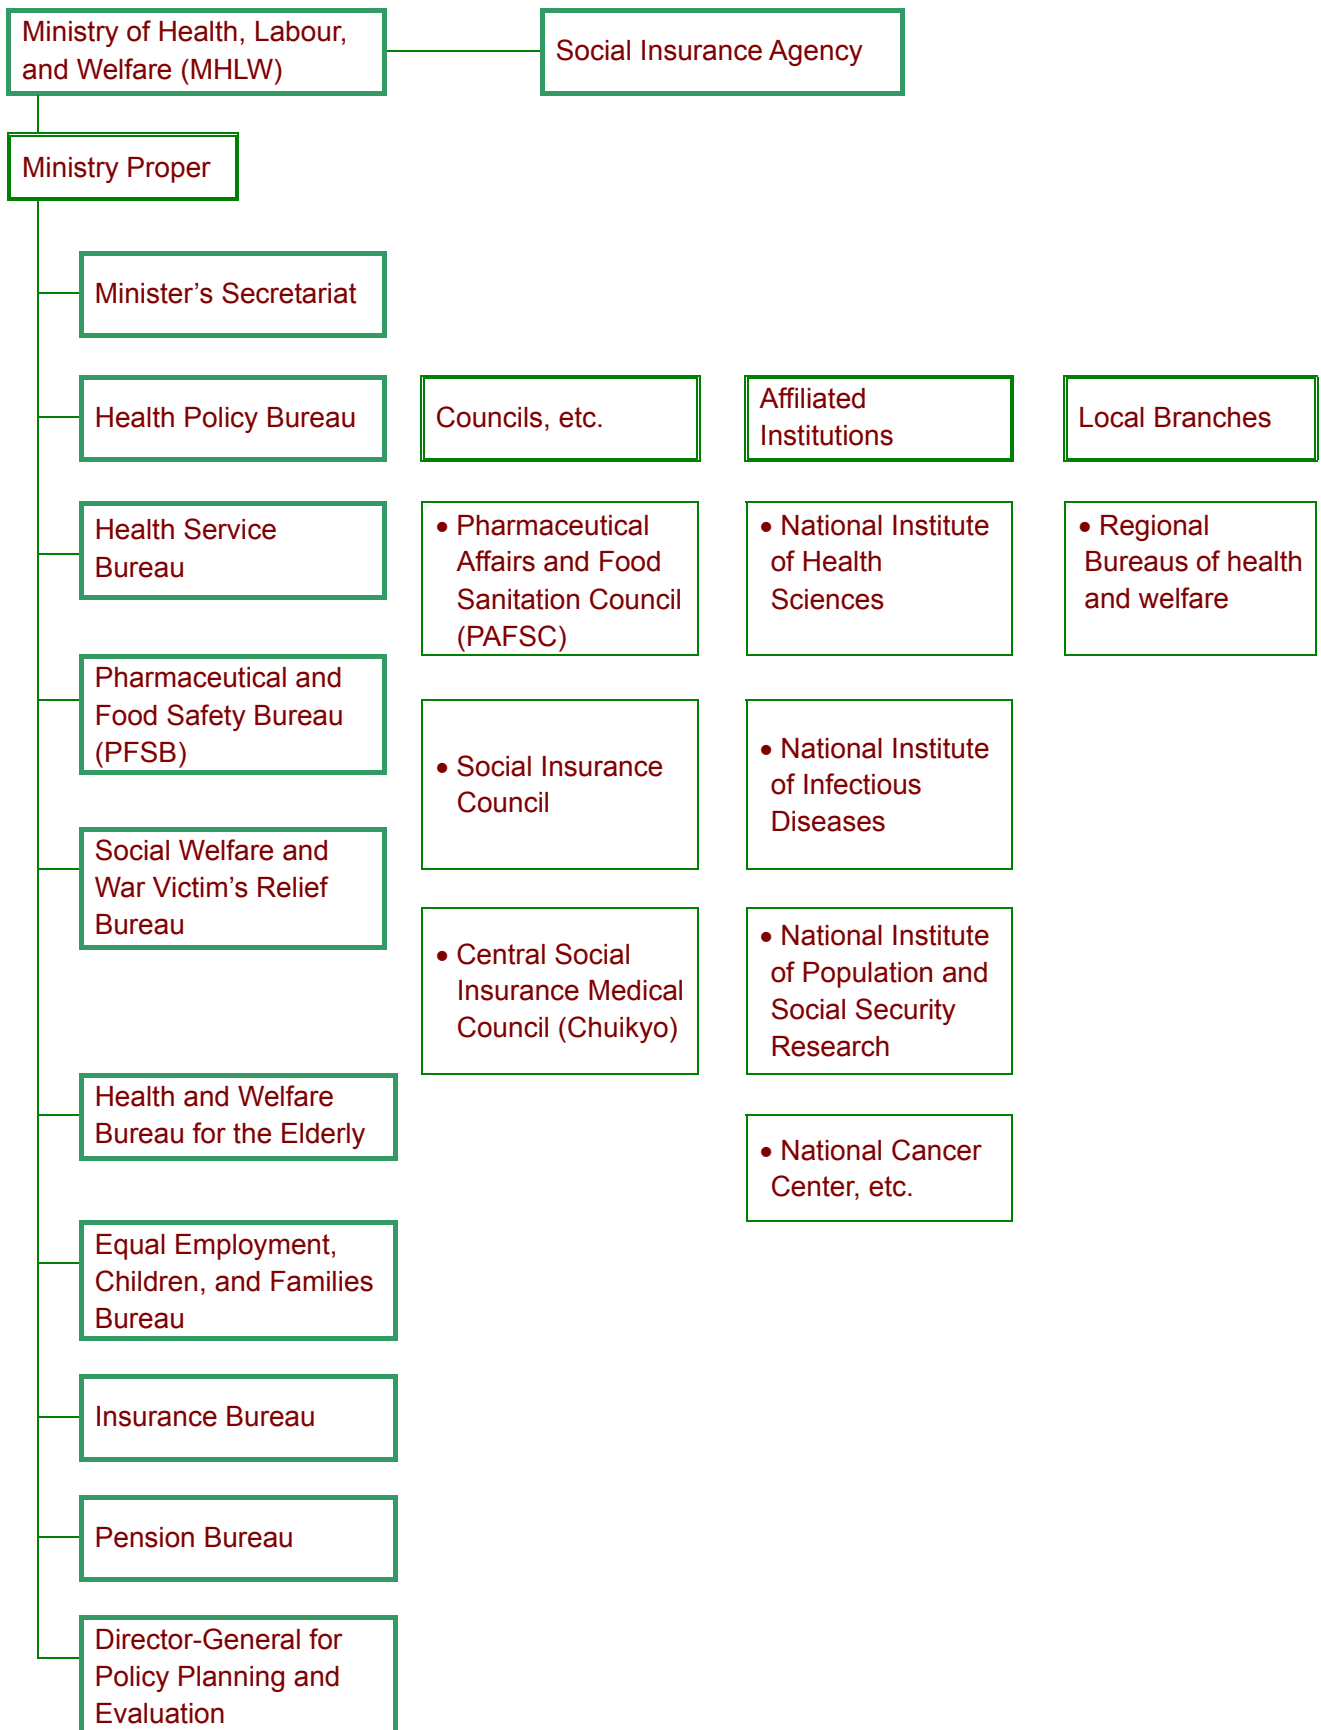 Ministry of Health, Labour,
and Welfare (MHLW)
Social Insurance Agency
Ministry Proper
Minister’s Secretariat
Health Policy Bureau
Councils, etc.
Affiliated
Institutions
Local Branches
Health Service
Bureau
• Pharmaceutical
Affairs and Food
Sanitation Council
(PAFSC)
• National Institute
of Health
Sciences
• Regional
Bureaus of health
and welfare
Pharmaceutical and
Food Safety Bureau
(PFSB)
• Social Insurance
Council
• National Institute
of Infectious
Diseases
Social Welfare and
War Victim’s Relief
Bureau
• Central Social
Insurance Medical
Council (Chuikyo)
• National Institute
of Population and
Social Security
Research
Health and Welfare
Bureau for the Elderly
• National Cancer
Center, etc.
Equal Employment,
Children, and Families
Bureau
Insurance Bureau
Pension Bureau
Director-General for
Policy Planning and
Evaluation